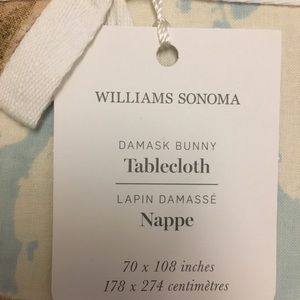 WILLIAMS SONOMA
DAMASK BUNNY
Tablecloth
LAPIN DAMASSÉ
Nappe
70 x 108 inches
178 x 274 centimètres